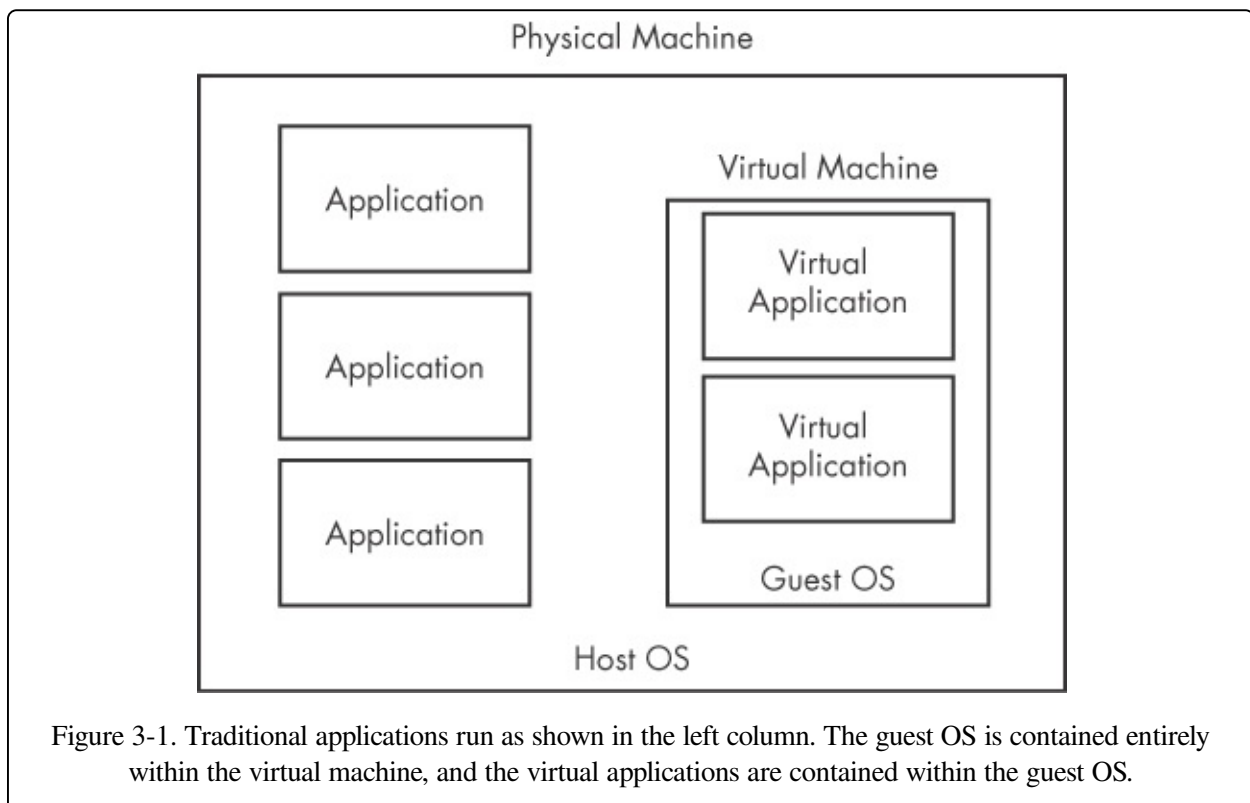 Physical Machine
Application
Application
Application
Virtual Machine
Virtual
Application
Virtual
Application
Guest OS
Host OS
Figure 3-1. Traditional applications run as shown in the left column. The guest OS is contained entirely
within the virtual machine, and the virtual applications are contained within the guest OS.